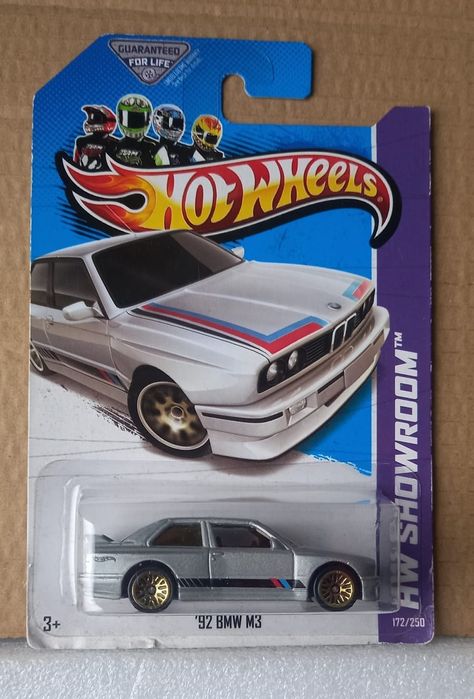 GUARANTEED
FOR LIFE
HOT WHEELS
HW SHOWROOM™
'92 BMW M3
3+
172/250